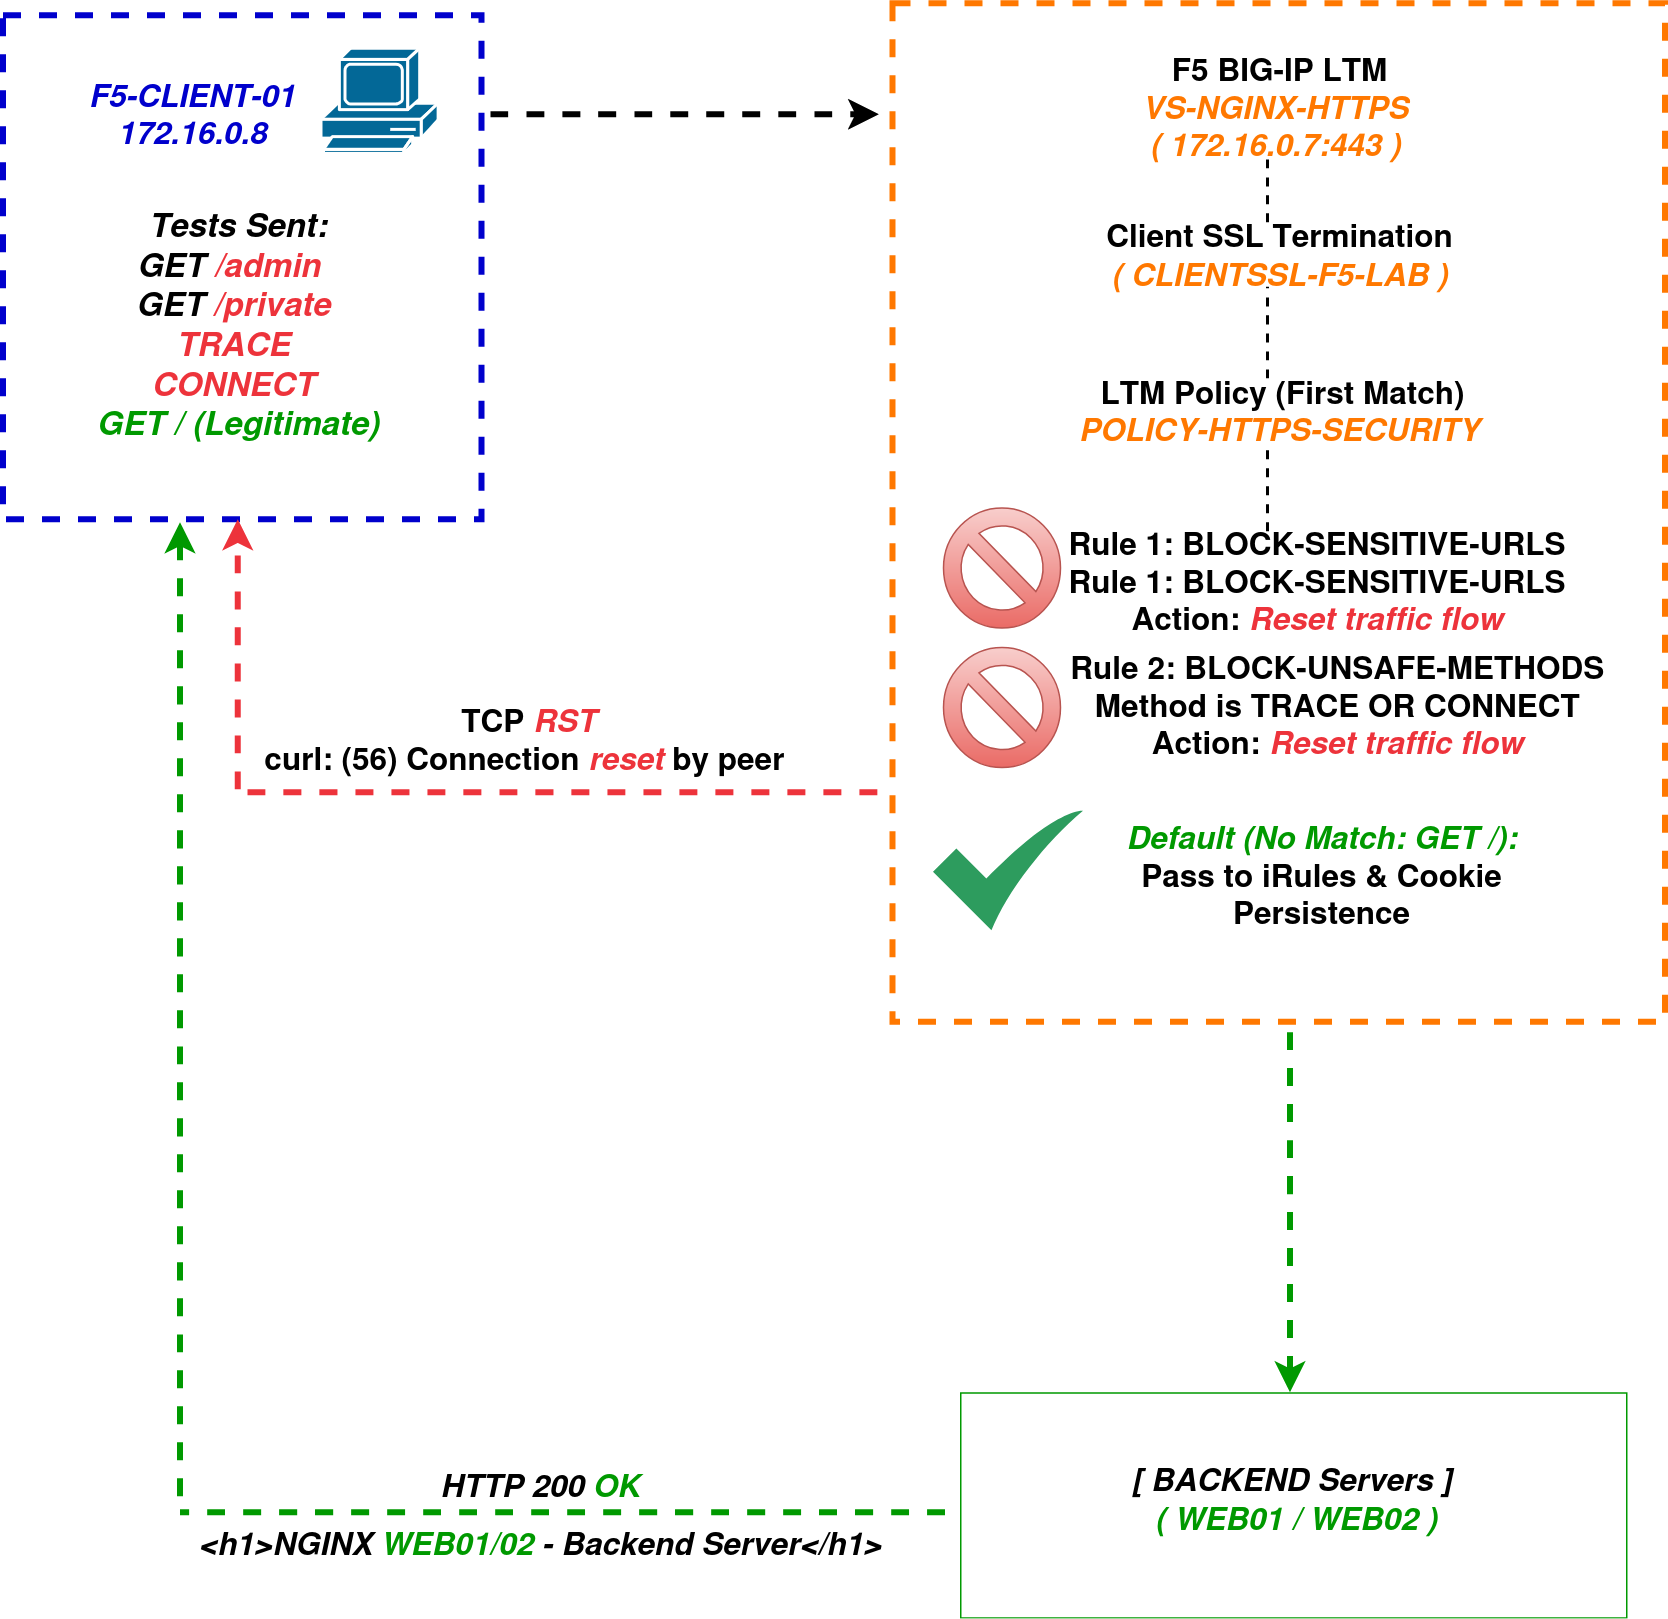 F5-CLIENT-01
172.16.0.8
Tests Sent:
GET /admin
GET /private
TRACE
CONNECT
GET / (Legitimate)
F5 BIG-IP LTM
VS-NGINX-HTTPS
( 172.16.0.7:443 )
Client SSL Termination
( CLIENTSSL-F5-LAB )
LTM Policy (First Match)
POLICY-HTTPS-SECURITY
Rule 1: BLOCK-SENSITIVE-URLS
Rule 1: BLOCK-SENSITIVE-URLS
Action: Reset traffic flow
Rule 2: BLOCK-UNSAFE-METHODS
Method is TRACE OR CONNECT
Action: Reset traffic flow
Default (No Match: GET /):
Pass to iRules & Cookie
Persistence
TCP RST
curl: (56) Connection reset by peer
[ BACKEND Servers ]
( WEB01 / WEB02 )
HTTP 200 OK
<h1>NGINX WEB01/02 - Backend Server</h1>